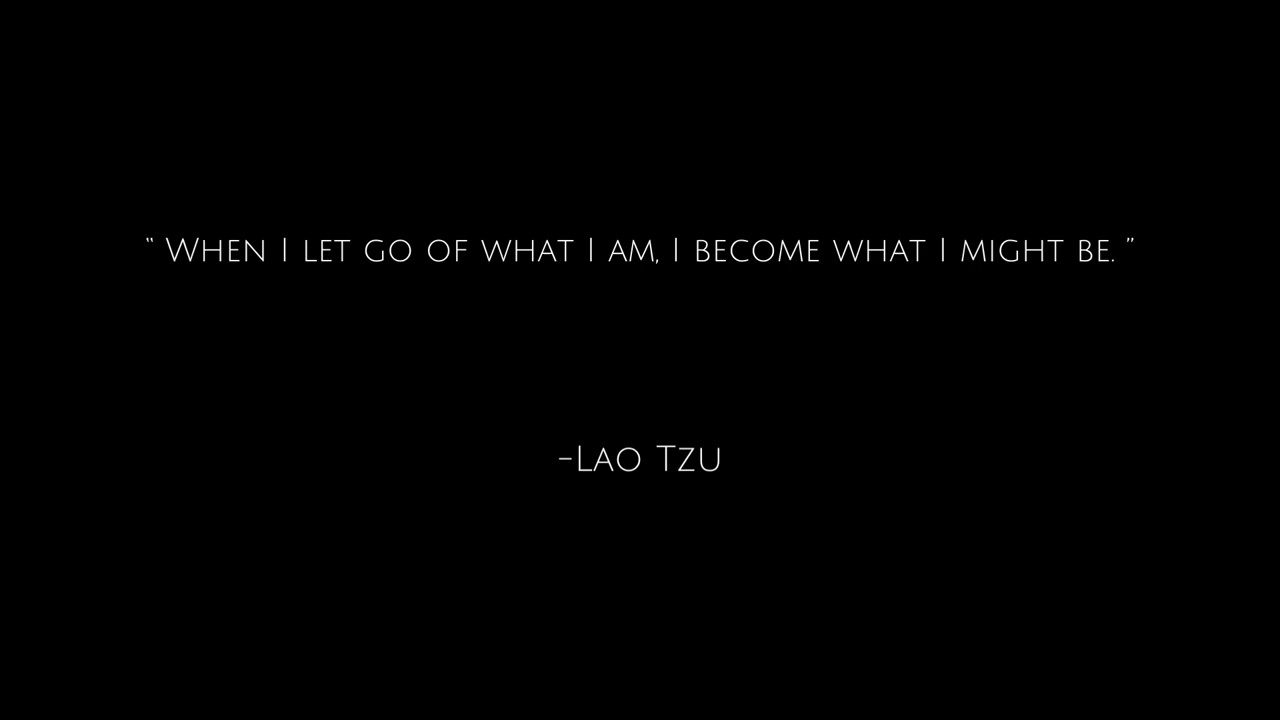 “ When I let go of what I am, I become what I might be. ”
-Lao Tzu